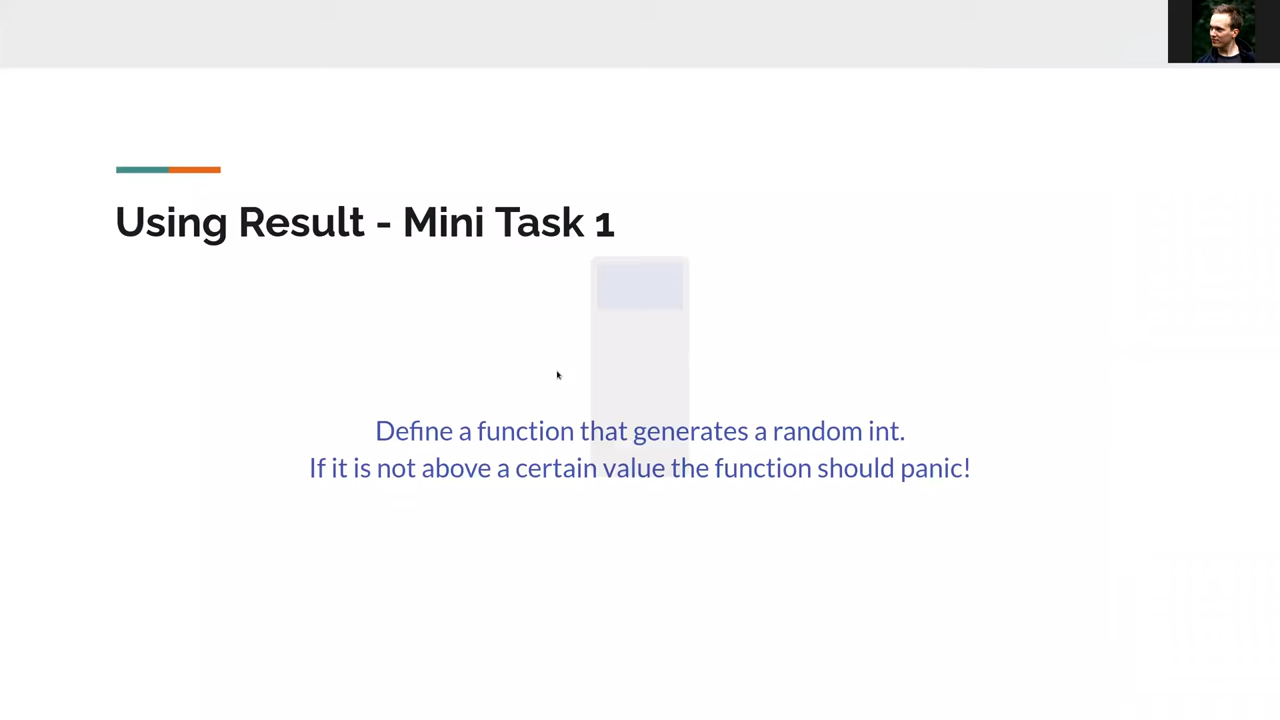 Using Result - Mini Task 1
Define a function that generates a random int.
If it is not above a certain value the function should panic!